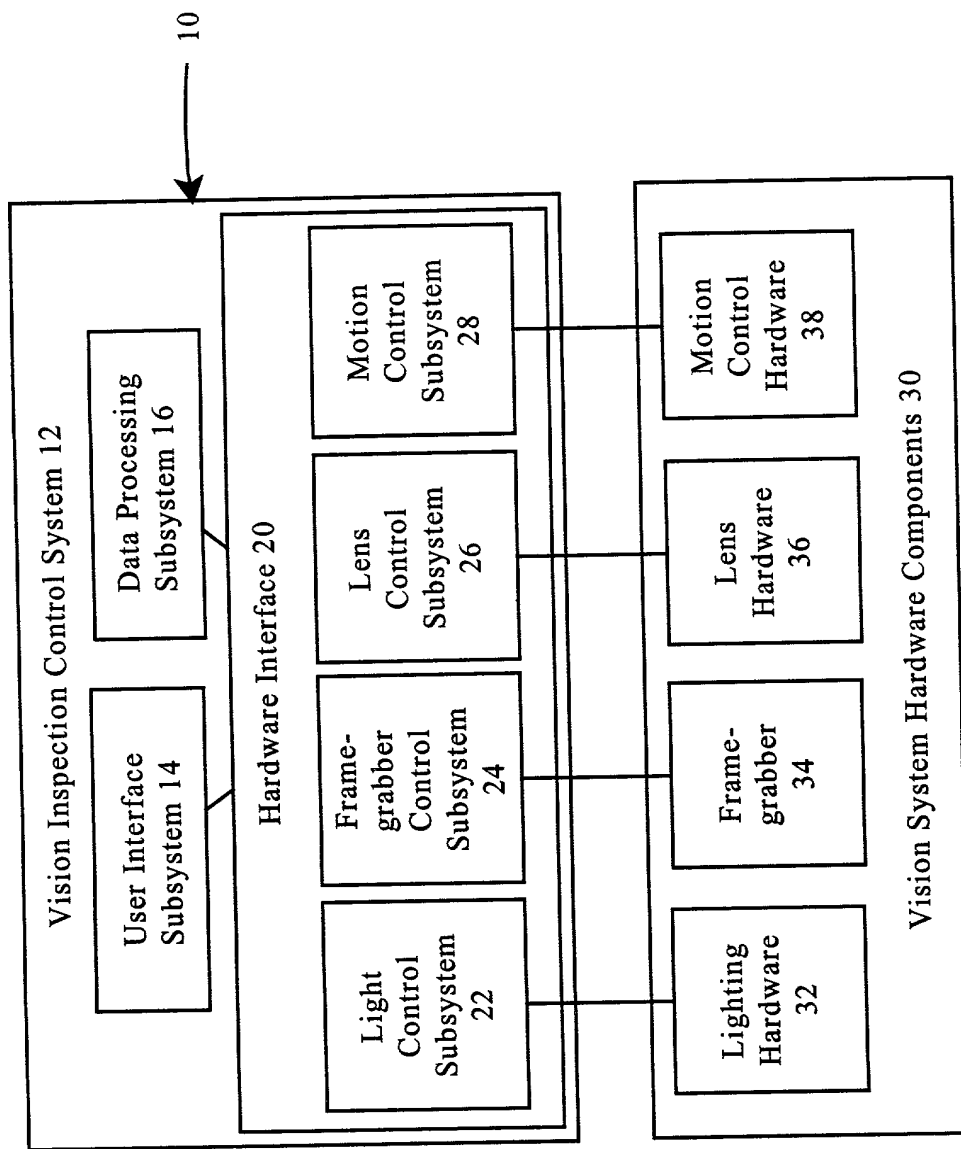 10
Vision Inspection Control System 12
User Interface
Subsystem 14
Data Processing
Subsystem 16
Hardware Interface 20
Light
Control
Subsystem
22
Frame-
grabber
Control
Subsystem
24
Lens
Control
Subsystem
26
Motion
Control
Subsystem
28
Lighting
Hardware
32
Frame-
grabber
34
Lens
Hardware
36
Motion
Control
Hardware
38
Vision System Hardware Components 30